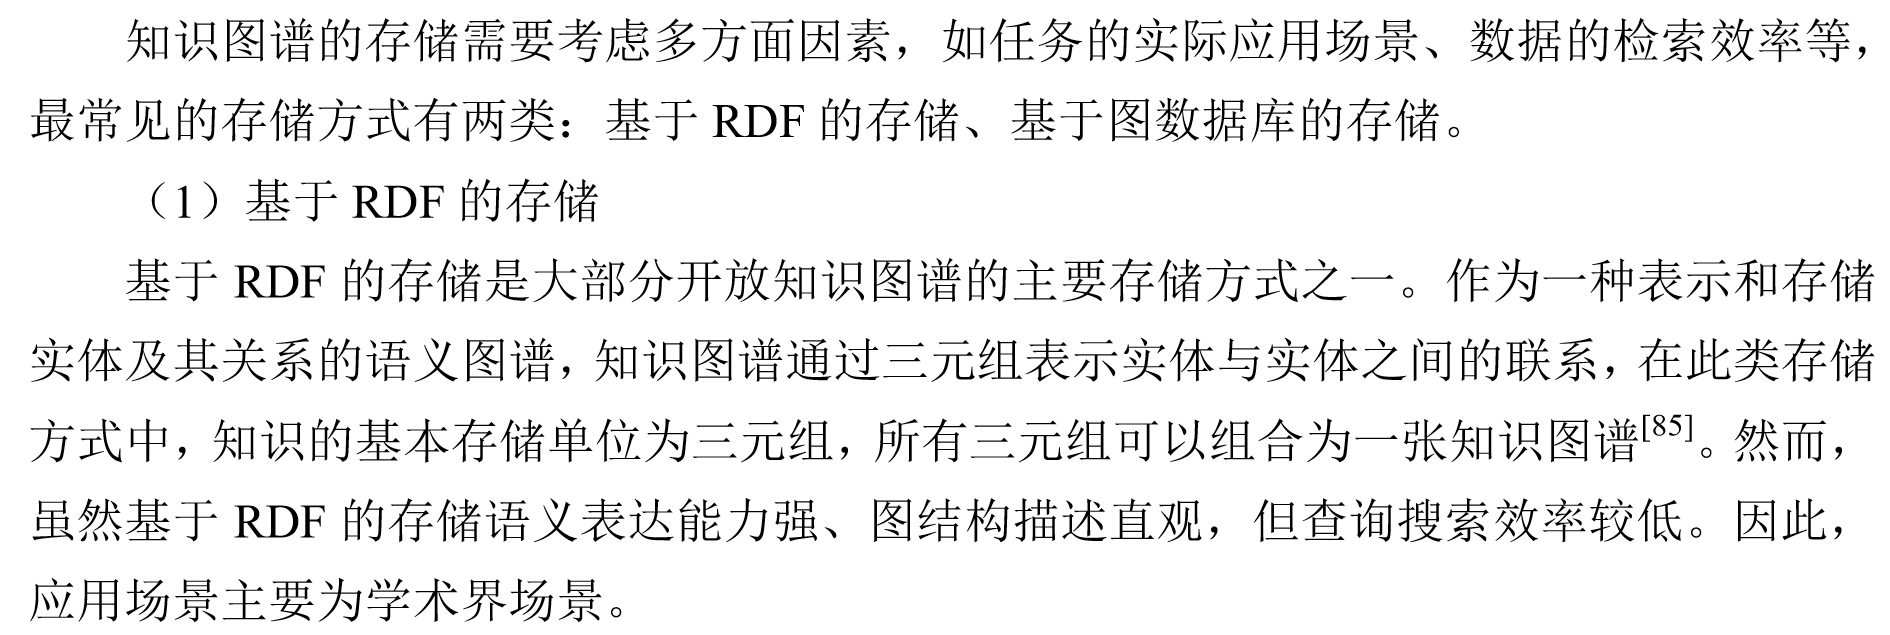 知识图谱的存储需要考虑多方面因素，如任务的实际应用场景、数据的检索效率等，
最常见的存储方式有两类：基于 RDF 的存储、基于图数据库的存储。
（1）基于 RDF 的存储
基于 RDF 的存储是大部分开放知识图谱的主要存储方式之一。作为一种表示和存储
实体及其关系的语义图谱，知识图谱通过三元组表示实体与实体之间的联系，在此类存储
方式中，知识的基本存储单位为三元组，所有三元组可以组合为一张知识图谱[85]。然而，
虽然基于 RDF 的存储语义表达能力强、图结构描述直观，但查询搜索效率较低。因此，
应用场景主要为学术界场景。